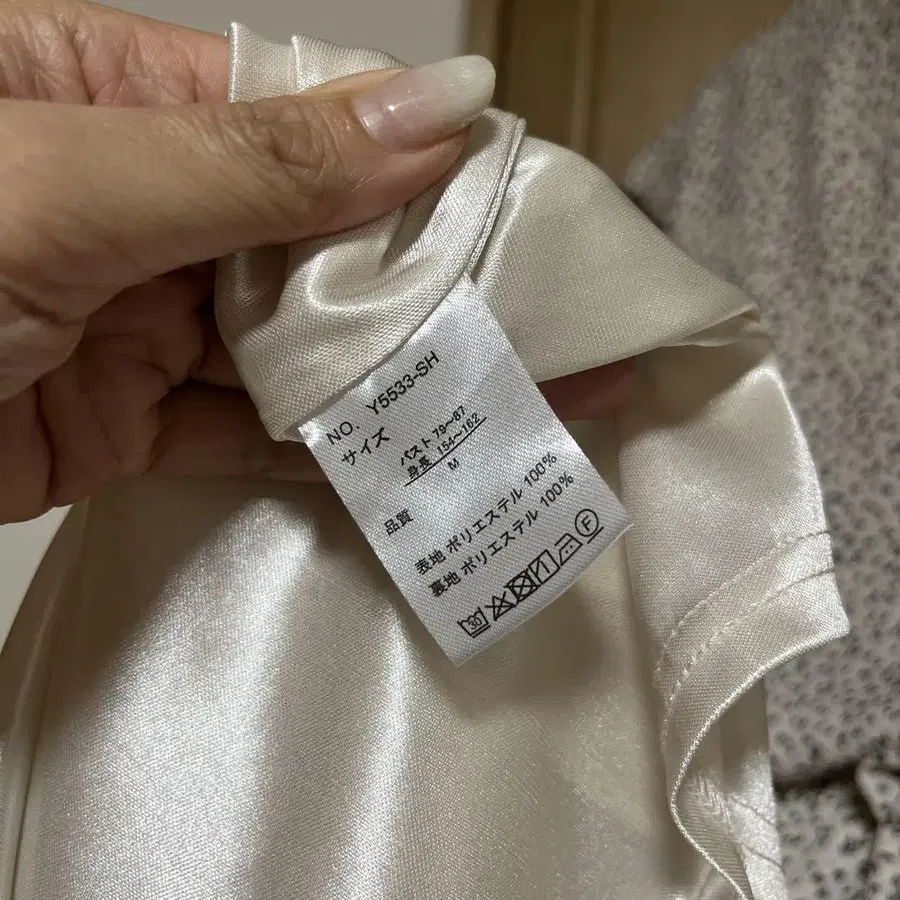 NO. Y5533-SH
サイズ
バスト 79～87
身長 154～162
M
品質
表地 ポリエステル 100%
裏地 ポリエステル 100%
30 F